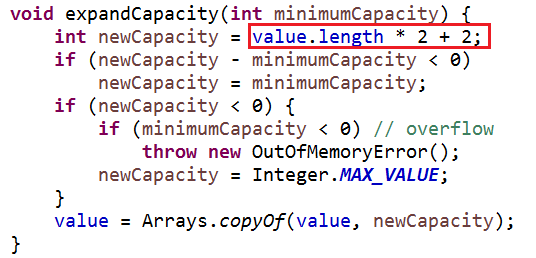 void expandCapacity(int minimumCapacity) {
    int newCapacity = value.length * 2 + 2;
    if (newCapacity - minimumCapacity < 0)
        newCapacity = minimumCapacity;
    if (newCapacity < 0) {
        if (minimumCapacity < 0) // overflow
            throw new OutOfMemoryError();
        newCapacity = Integer.MAX_VALUE;
    }
    value = Arrays.copyOf(value, newCapacity);
}